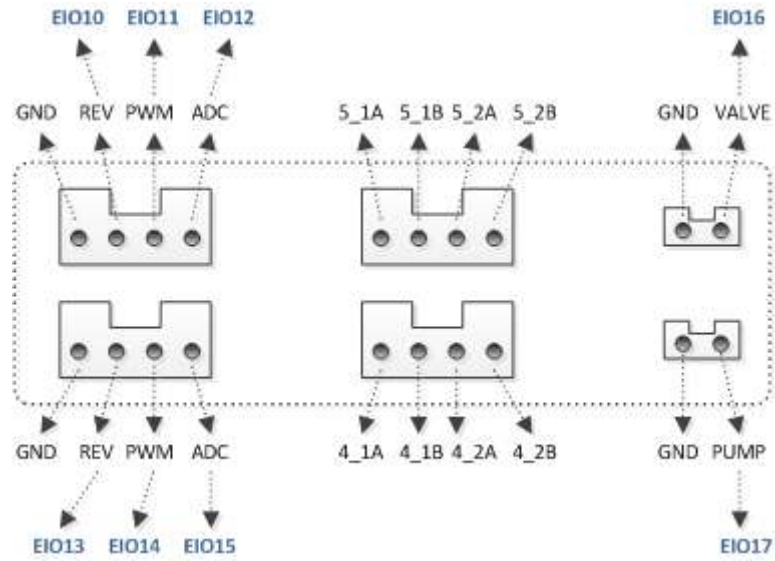 EIO10 EIO11 EIO12 EIO16
GND REV PWM ADC 5_1A 5_1B 5_2A 5_2B GND VALVE
GND REV PWM ADC 4_1A 4_1B 4_2A 4_2B GND PUMP
EIO13 EIO14 EIO15 EIO17